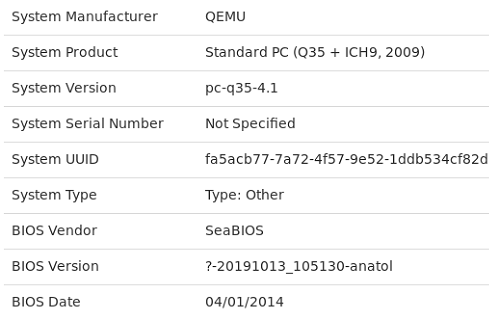 System Manufacturer QEMU
System Product Standard PC (Q35 + ICH9, 2009)
System Version pc-q35-4.1
System Serial Number Not Specified
System UUID fa5acb77-7a72-4f57-9e52-1ddb534cf82d
System Type Type: Other
BIOS Vendor SeaBIOS
BIOS Version ?-20191013_105130-anatol
BIOS Date 04/01/2014